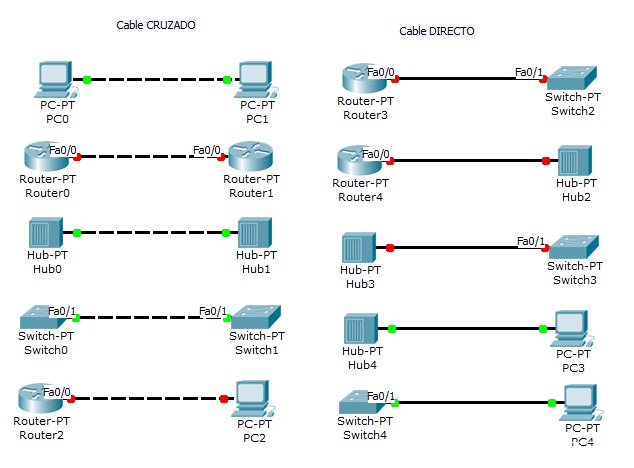 Cable CRUZADO
PC-PT
PC0
PC-PT
PC1
Fa0/0
Router-PT
Router0
Fa0/0
Router-PT
Router1
Hub-PT
Hub0
Hub-PT
Hub1
Fa0/1
Switch-PT
Switch0
Fa0/1
Switch-PT
Switch1
Fa0/0
Router-PT
Router2
PC-PT
PC2
Cable DIRECTO
Fa0/0
Router-PT
Router3
Fa0/1
Switch-PT
Switch2
Fa0/0
Router-PT
Router4
Hub-PT
Hub2
Hub-PT
Hub3
Fa0/1
Switch-PT
Switch3
Hub-PT
Hub4
PC-PT
PC3
Fa0/1
Switch-PT
Switch4
PC-PT
PC4